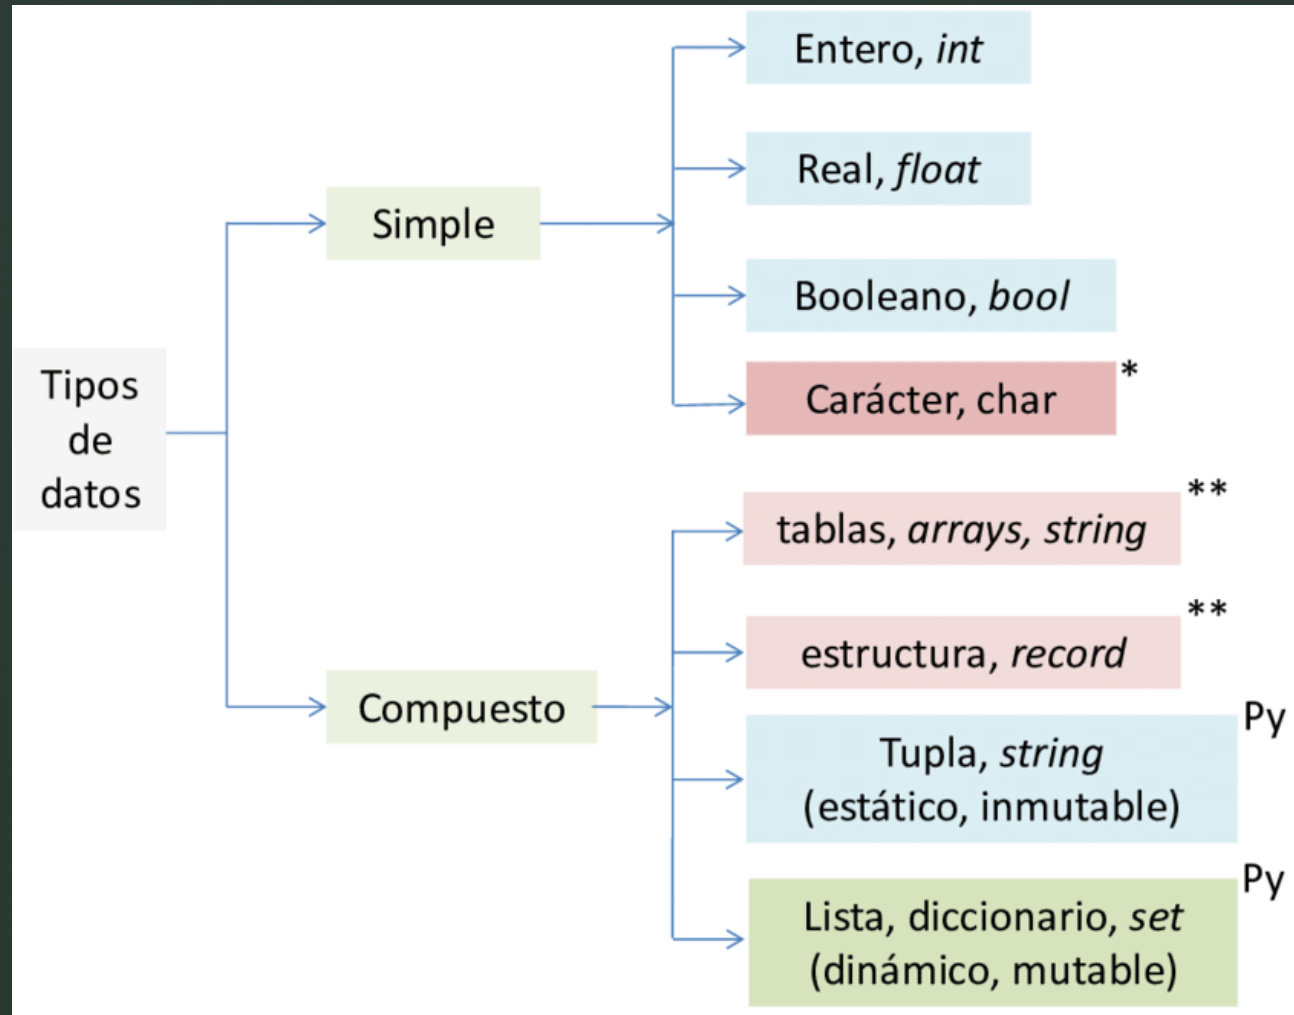 Entero, int
Real, float
Simple
Booleano, bool
Carácter, char *
Tipos
de
datos
tablas, arrays, string **
estructura, record **
Compuesto
Tupla, string Py
(estático, inmutable)
Lista, diccionario, set Py
(dinámico, mutable)